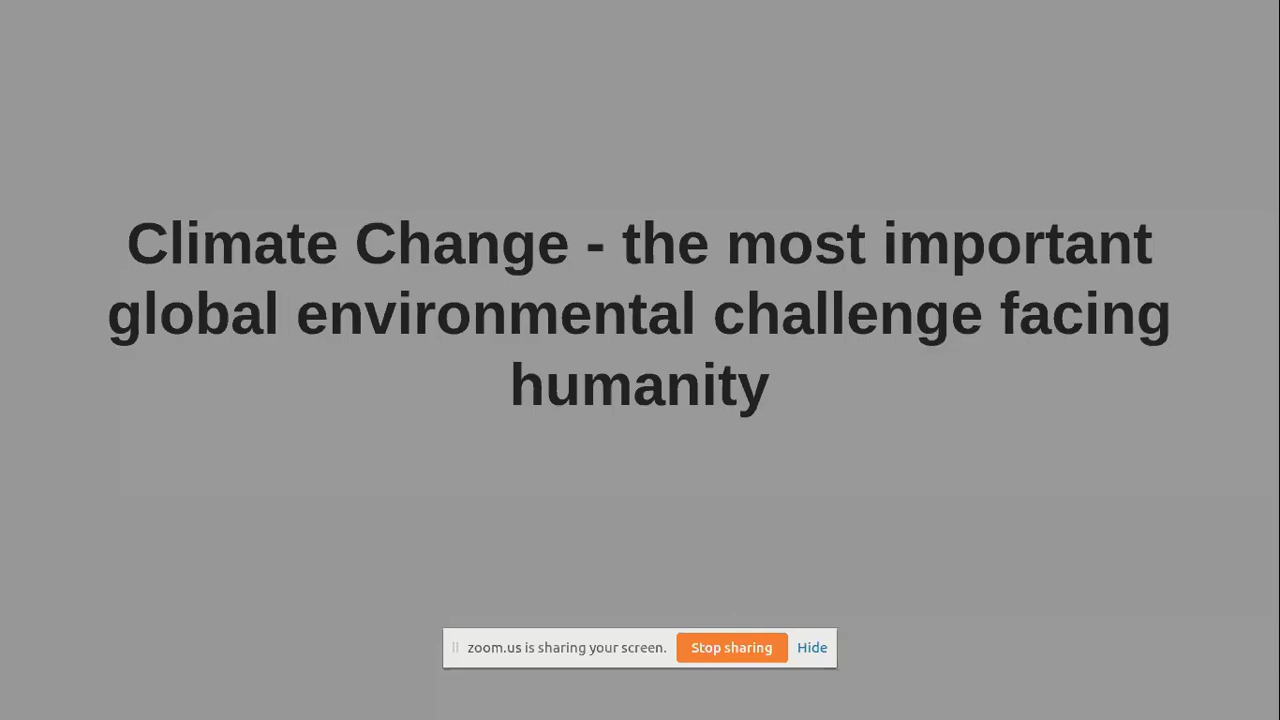 Climate Change - the most important
global environmental challenge facing
humanity
zoom.us is sharing your screen. Stop sharing Hide